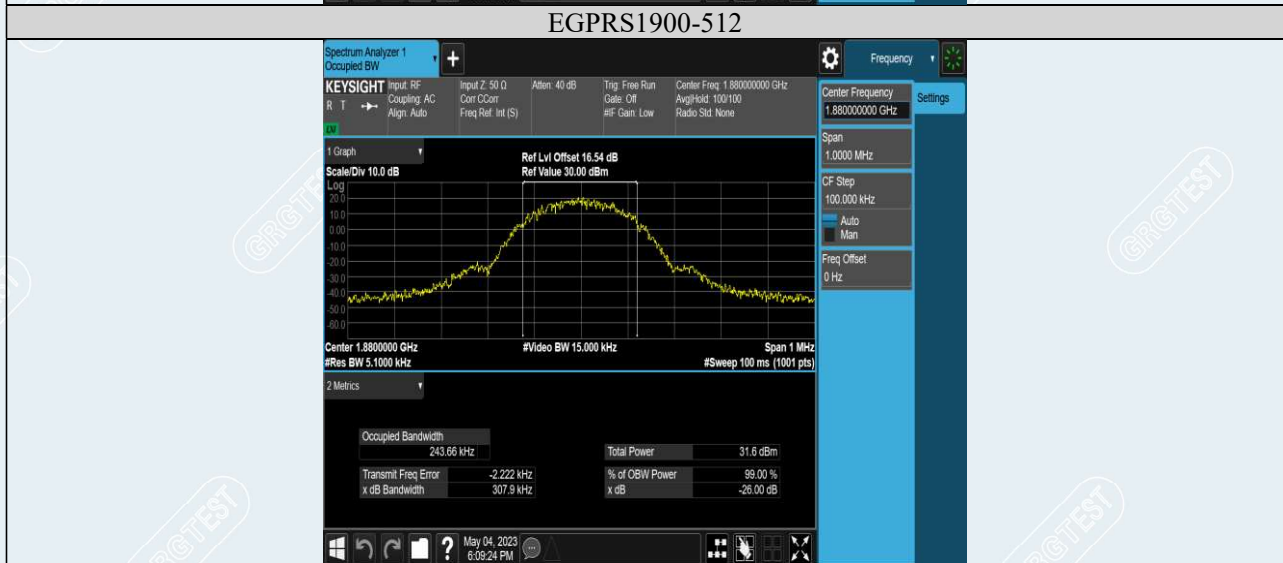 EGPRS1900-512
Spectrum Analyzer 1
Occupied BW
+
Frequency
KEYSIGHT
R T
Input: RF
Coupling: AC
Align: Auto
Input Z: 50 Ω
Corr CCorr
Freq Ref: Int (S)
Atten: 40 dB
Trig: Free Run
Gate: Off
#IF Gain: Low
Center Freq: 1.880000000 GHz
Avg|Hold: 100/100
Radio Std: None
Center Frequency
1.880000000 GHz
Settings
Span
1.0000 MHz
CF Step
100.000 kHz
Auto
Man
Freq Offset
0 Hz
1 Graph
Scale/Div 10.0 dB
Ref Lvl Offset 16.54 dB
Ref Value 30.00 dBm
Log
20.0
10.0
0.00
-10.0
-20.0
-30.0
-40.0
-50.0
-60.0
Center 1.8800000 GHz
#Video BW 15.000 kHz
Span 1 MHz
#Res BW 5.1000 kHz
#Sweep 100 ms (1001 pts)
2 Metrics
Occupied Bandwidth
243.66 kHz
Total Power 31.6 dBm
Transmit Freq Error -2.222 kHz
% of OBW Power 99.00 %
x dB Bandwidth 307.9 kHz
x dB -26.00 dB
?
May 04, 2023
6:09:24 PM
GRGTEST
GRGTEST
GRGTEST
GRGTEST